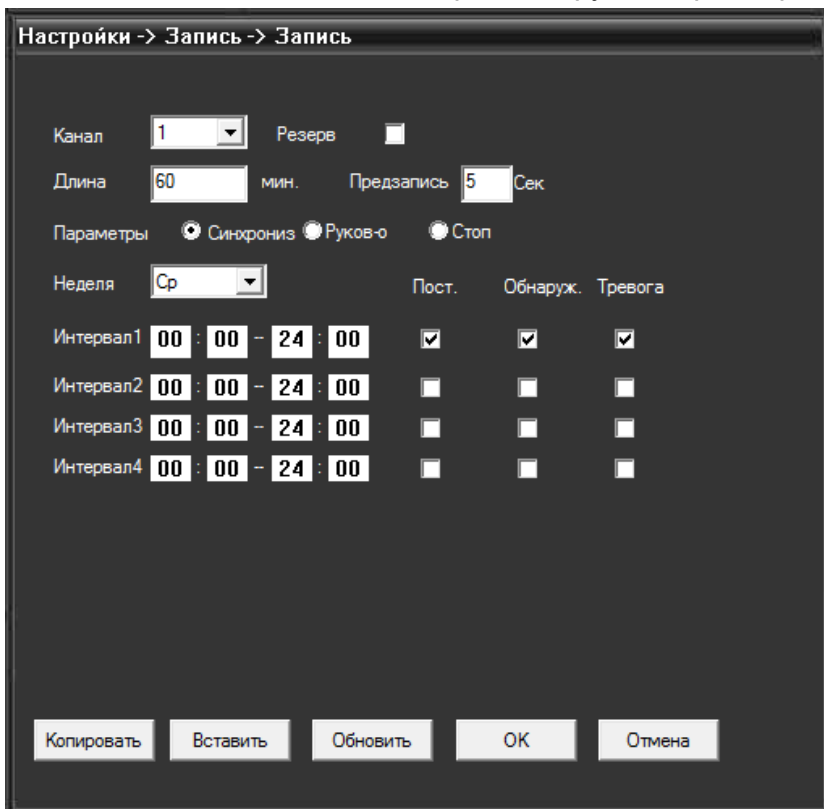 Настройки -> Запись -> Запись
Канал 1 Резерв
Длина 60 мин. Предзапись 5 Сек
Параметры Синхрониз Руков-о Стоп
Неделя Ср Пост. Обнаруж. Тревога
Интервал1 00 : 00 - 24 : 00
Интервал2 00 : 00 - 24 : 00
Интервал3 00 : 00 - 24 : 00
Интервал4 00 : 00 - 24 : 00
Копировать Вставить Обновить OK Отмена